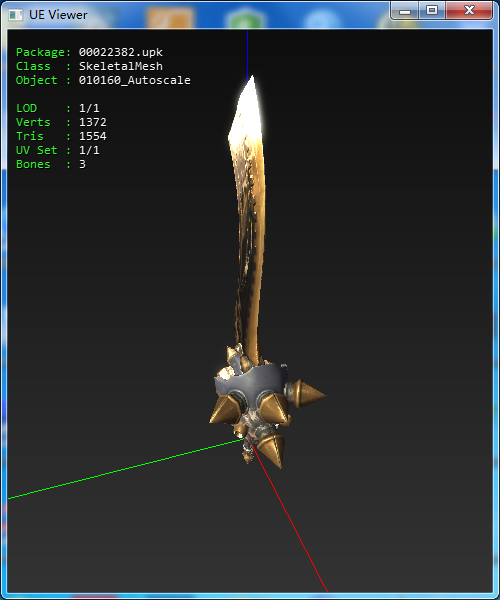 UE Viewer
Package: 00022382.upk
Class : SkeletalMesh
Object : 010160_Autoscale
LOD : 1/1
Verts : 1372
Tris : 1554
UV Set : 1/1
Bones : 3